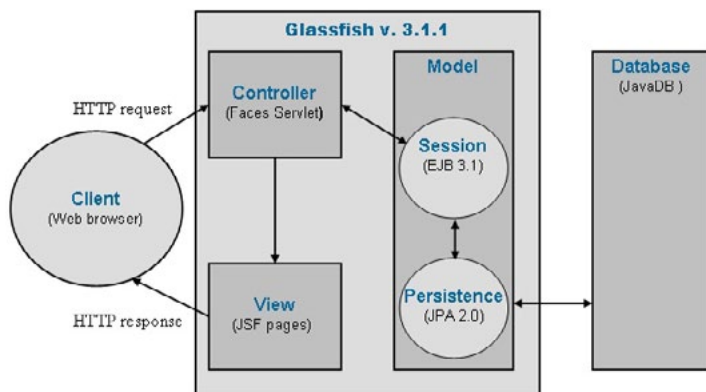 Glassfish v. 3.1.1
Controller
(Faces Servlet)
Model
Database
(JavaDB )
HTTP request
Session
(EJB 3.1)
Client
(Web browser)
View
(JSF pages)
Persistence
(JPA 2.0)
HTTP response